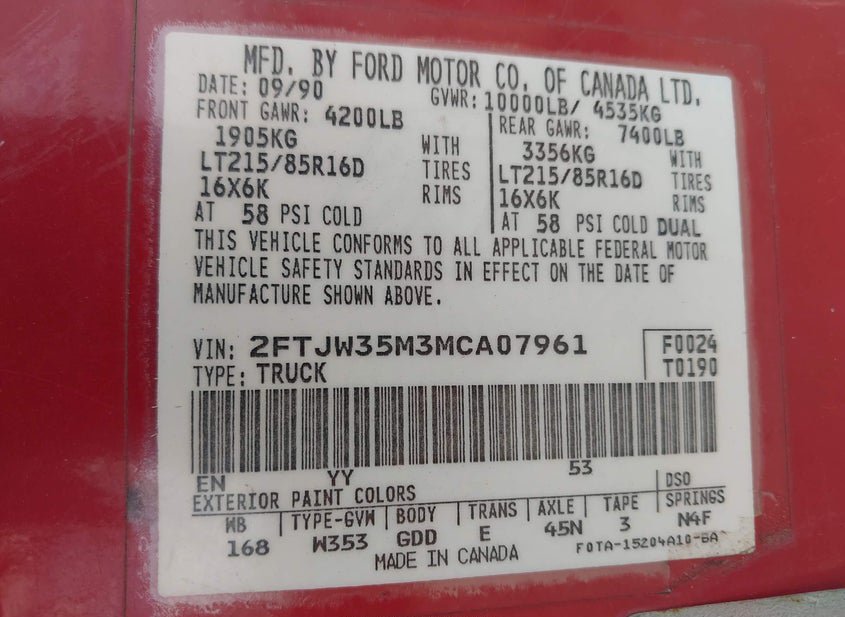 MFD. BY FORD MOTOR CO. OF CANADA LTD.
DATE: 09/90
GVWR: 10000LB/ 4535KG
FRONT GAWR: 4200LB
1905KG WITH
LT215/85R16D TIRES
16X6K RIMS
AT 58 PSI COLD
REAR GAWR: 7400LB
3356KG WITH
LT215/85R16D TIRES
16X6K RIMS
AT 58 PSI COLD DUAL
THIS VEHICLE CONFORMS TO ALL APPLICABLE FEDERAL MOTOR
VEHICLE SAFETY STANDARDS IN EFFECT ON THE DATE OF
MANUFACTURE SHOWN ABOVE.
VIN: 2FTJW35M3MCA07961
TYPE: TRUCK
F0024
T0190
EN YY 53
EXTERIOR PAINT COLORS DSO
WB TYPE-GVW BODY TRANS AXLE TAPE SPRINGS
168 W353 GDD E 45N 3 N4F
MADE IN CANADA
F0TA-15204A10-BA